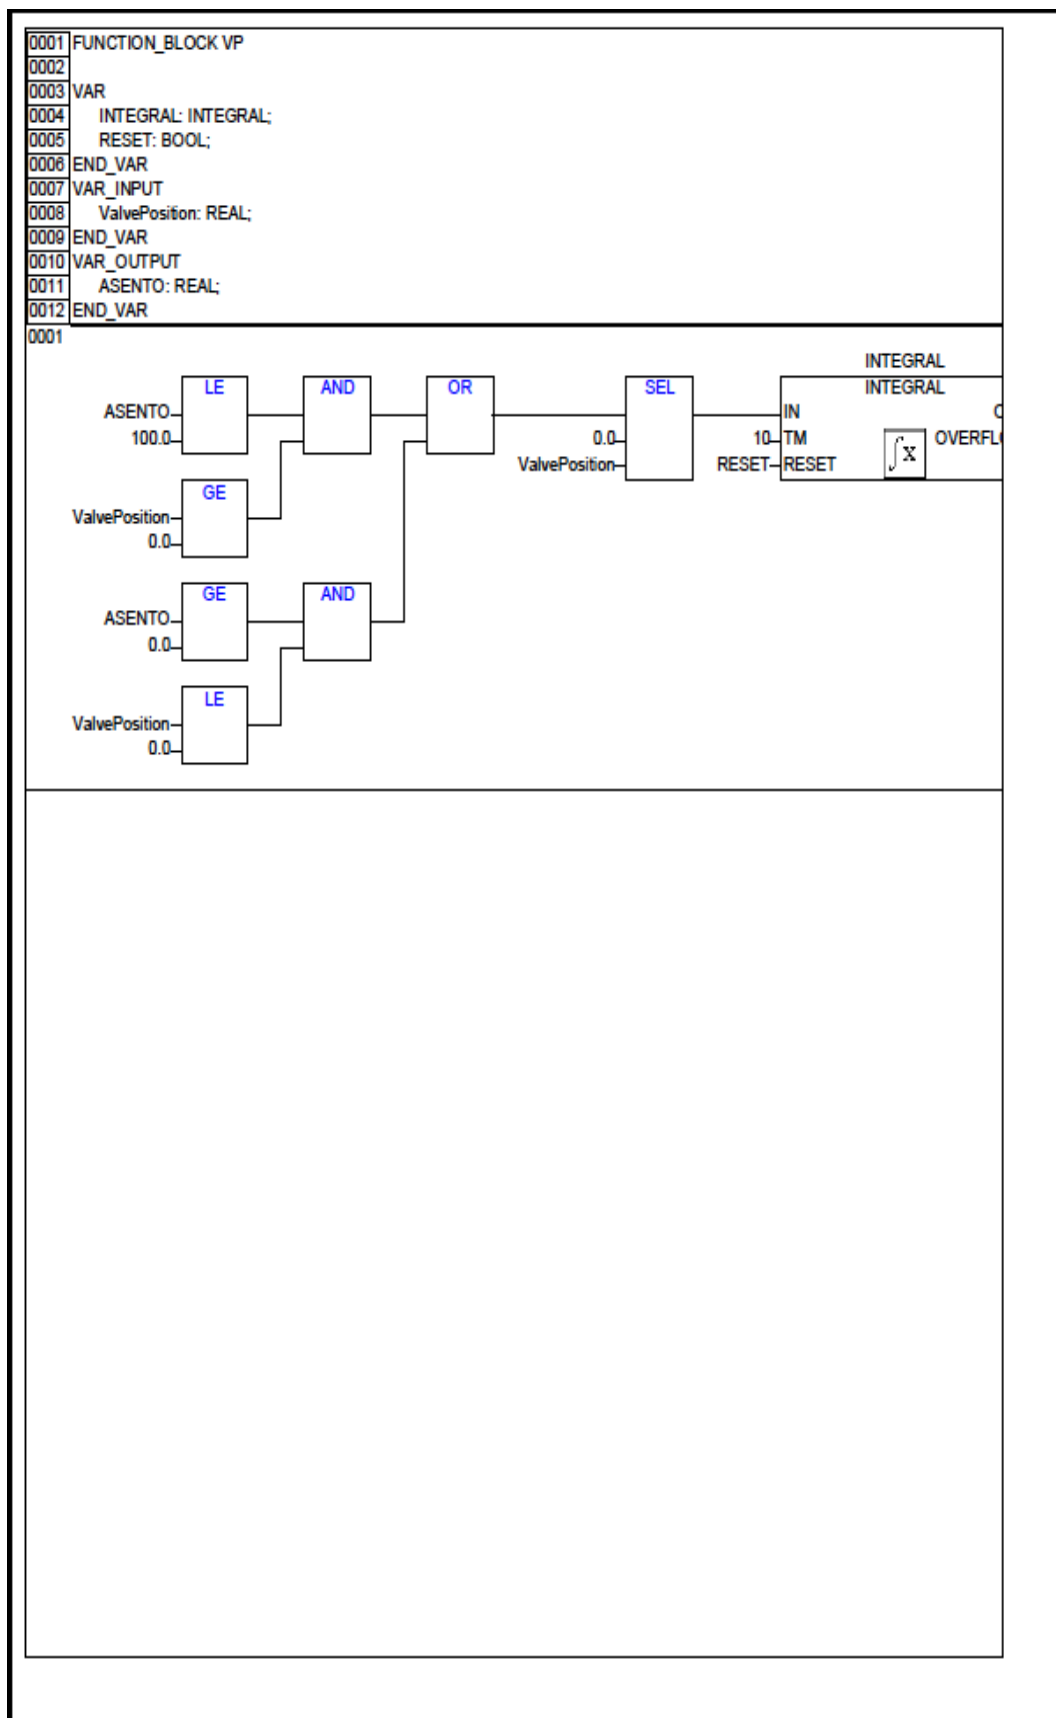 0001 FUNCTION_BLOCK VP
0002
0003 VAR
0004 INTEGRAL: INTEGRAL;
0005 RESET: BOOL;
0006 END_VAR
0007 VAR_INPUT
0008 ValvePosition: REAL;
0009 END_VAR
0010 VAR_OUTPUT
0011 ASENTO: REAL;
0012 END_VAR
0001
INTEGRAL
LE AND OR SEL INTEGRAL
ASENTO IN
100.0 0.0 10 TM ∫x OVERFL
ValvePosition RESET RESET
GE
ValvePosition
0.0
GE AND
ASENTO
0.0
LE
ValvePosition
0.0